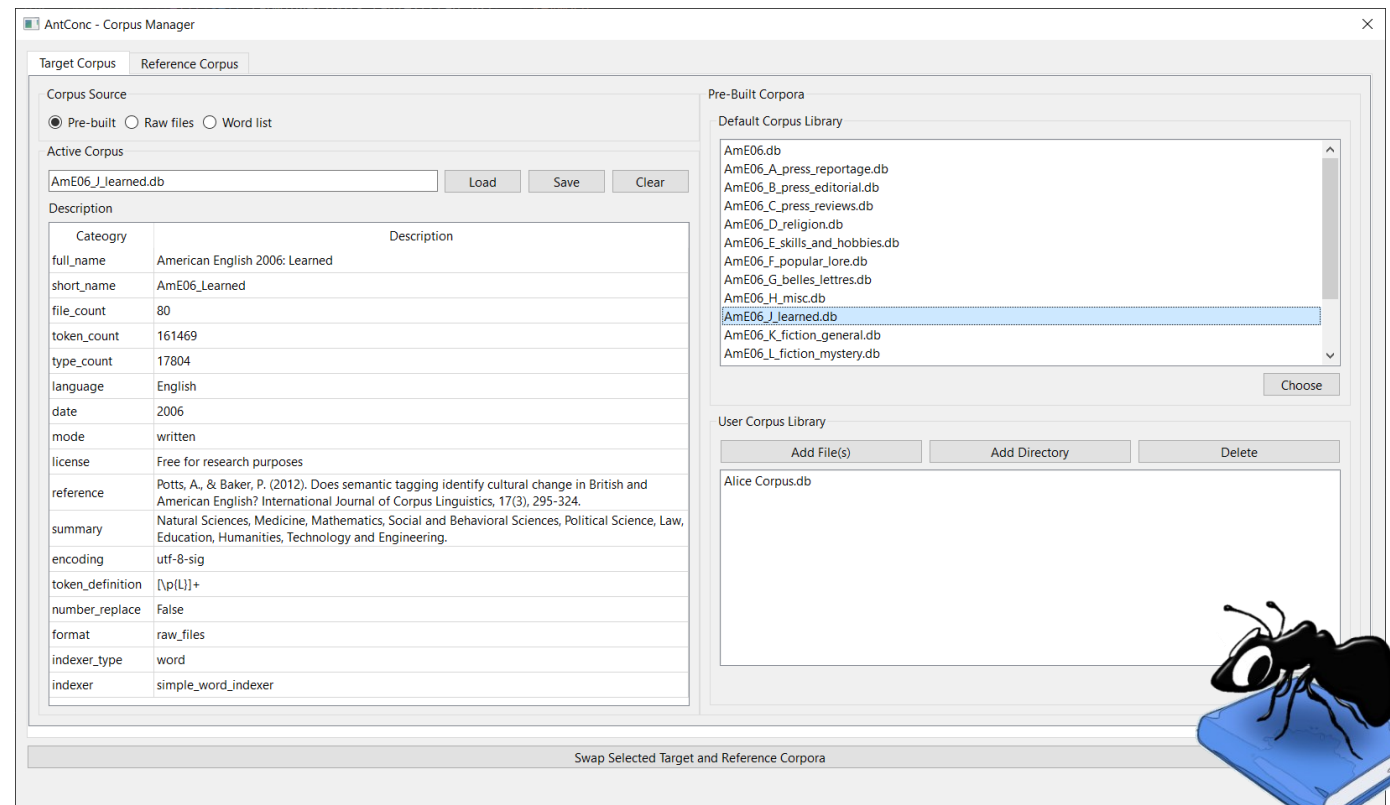 AntConc - Corpus Manager
Target Corpus
Reference Corpus
Corpus Source
Pre-built
Raw files
Word list
Active Corpus
AmE06_J_learned.db
Load
Save
Clear
Description
Cateogry
Description
full_name
American English 2006: Learned
short_name
AmE06_Learned
file_count
80
token_count
161469
type_count
17804
language
English
date
2006
mode
written
license
Free for research purposes
reference
Potts, A., & Baker, P. (2012). Does semantic tagging identify cultural change in British and
American English? International Journal of Corpus Linguistics, 17(3), 295-324.
summary
Natural Sciences, Medicine, Mathematics, Social and Behavioral Sciences, Political Science, Law,
Education, Humanities, Technology and Engineering.
encoding
utf-8-sig
token_definition
[\p{L}]+
number_replace
False
format
raw_files
indexer_type
word
indexer
simple_word_indexer
Pre-Built Corpora
Default Corpus Library
AmE06.db
AmE06_A_press_reportage.db
AmE06_B_press_editorial.db
AmE06_C_press_reviews.db
AmE06_D_religion.db
AmE06_E_skills_and_hobbies.db
AmE06_F_popular_lore.db
AmE06_G_belles_lettres.db
AmE06_H_misc.db
AmE06_J_learned.db
AmE06_K_fiction_general.db
AmE06_L_fiction_mystery.db
Choose
User Corpus Library
Add File(s)
Add Directory
Delete
Alice Corpus.db
Swap Selected Target and Reference Corpora